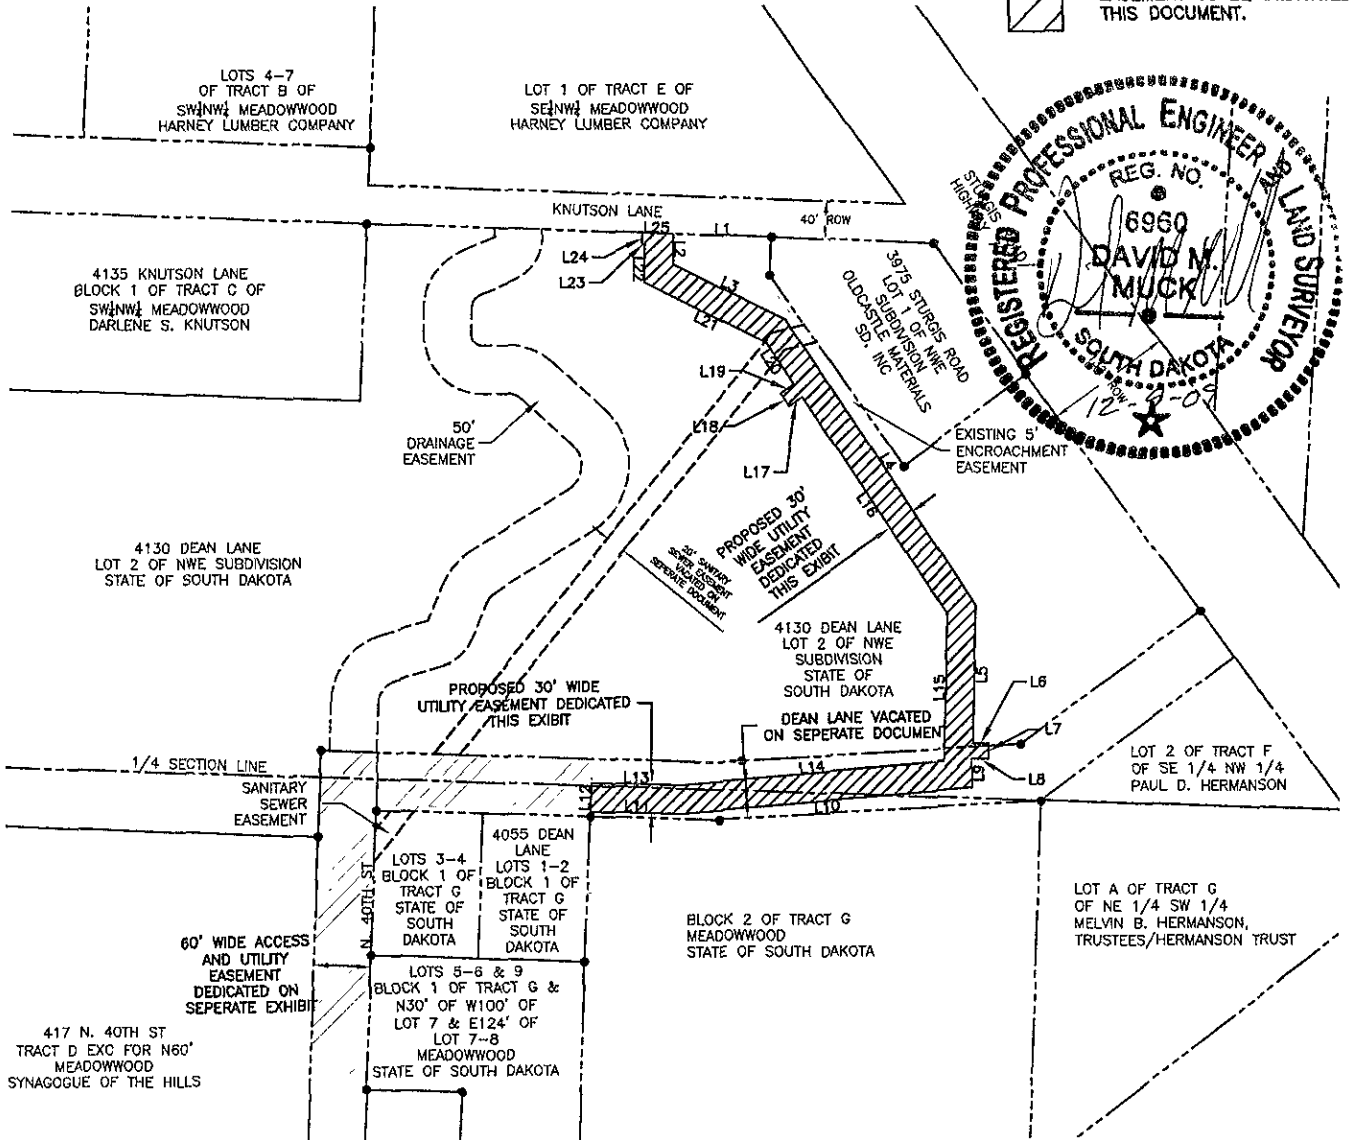 THIS DOCUMENT.
LOTS 4-7
OF TRACT B OF
SW¼NW¼ MEADOWWOOD
HARNEY LUMBER COMPANY
LOT 1 OF TRACT E OF
SE¼NW¼ MEADOWWOOD
HARNEY LUMBER COMPANY
REGISTERED PROFESSIONAL ENGINEER AND LAND SURVEYOR
REG. NO.
6960
DAVID M.
MUCK
SOUTH DAKOTA
12-9-09
STURGIS
KNUTSON LANE
40' ROW
L25
L1
L24
L23
L22
L2
L3
L21
4135 KNUTSON LANE
BLOCK 1 OF TRACT C OF
SW¼NW¼ MEADOWWOOD
DARLENE S. KNUTSON
3975 STURGIS ROAD
LOT 1 OF NWE
SUBDIVISION
OLDCASTLE MATERIALS
SD, INC
ROW
L20
L19
L18
L17
L4
L16
50'
DRAINAGE
EASEMENT
EXISTING 5'
ENCROACHMENT
EASEMENT
PROPOSED 30'
WIDE UTILITY
EASEMENT
DEDICATED
THIS EXIBIT
20' SANITARY
SEWER EASEMENT
VACATED ON
SEPERATE DOCUMENT
4130 DEAN LANE
LOT 2 OF NWE SUBDIVISION
STATE OF SOUTH DAKOTA
4130 DEAN LANE
LOT 2 OF NWE
SUBDIVISION
STATE OF
SOUTH DAKOTA
L15
L5
L6
L7
L8
L9
PROPOSED 30' WIDE
UTILITY EASEMENT DEDICATED
THIS EXIBIT
DEAN LANE VACATED
ON SEPERATE DOCUMEN
1/4 SECTION LINE
SANITARY
SEWER
EASEMENT
L13
L14
L12
L11
L10
LOT 2 OF TRACT F
OF SE 1/4 NW 1/4
PAUL D. HERMANSON
LOTS 3-4
BLOCK 1 OF
TRACT G
STATE OF
SOUTH
DAKOTA
4055 DEAN
LANE
LOTS 1-2
BLOCK 1 OF
TRACT G
STATE OF
SOUTH
DAKOTA
N. 40TH ST
BLOCK 2 OF TRACT G
MEADOWWOOD
STATE OF SOUTH DAKOTA
LOT A OF TRACT G
OF NE 1/4 SW 1/4
MELVIN B. HERMANSON,
TRUSTEES/HERMANSON TRUST
60' WIDE ACCESS
AND UTILITY
EASEMENT
DEDICATED ON
SEPERATE EXHIBIT
LOTS 5-6 & 9
BLOCK 1 OF TRACT G &
N30' OF W100' OF
LOT 7 & E124' OF
LOT 7-8
MEADOWWOOD
STATE OF SOUTH DAKOTA
417 N. 40TH ST
TRACT D EXC FOR N60'
MEADOWWOOD
SYNAGOGUE OF THE HILLS